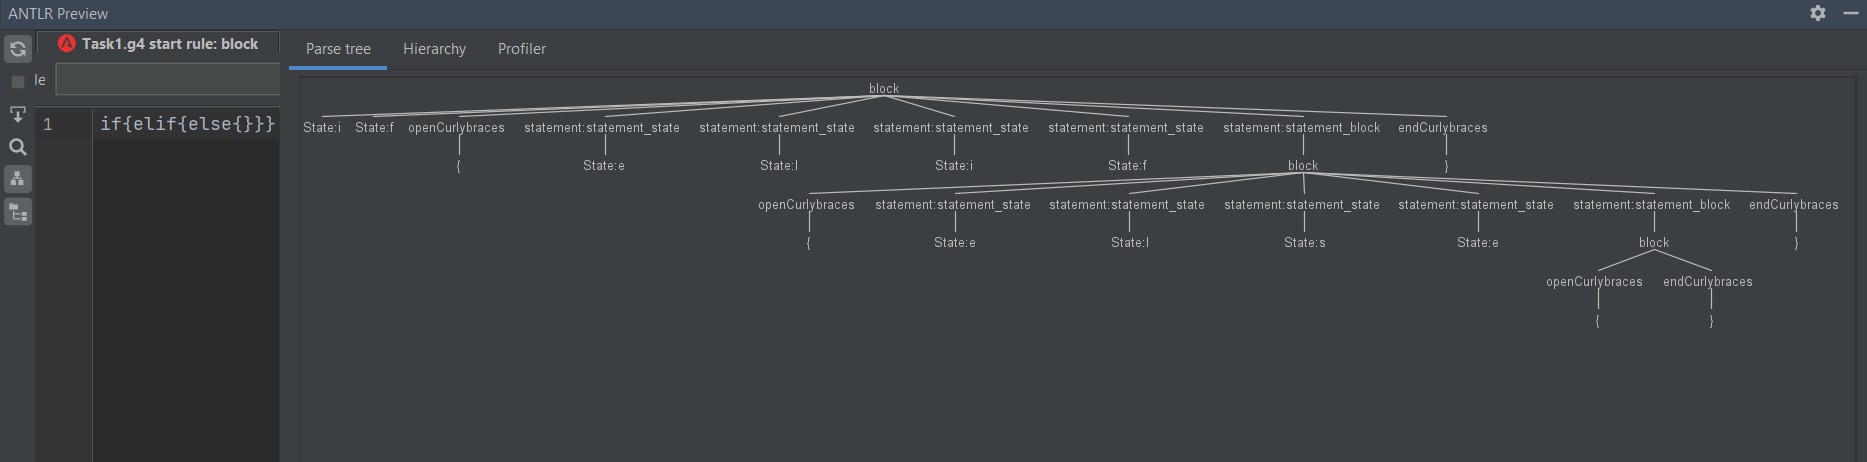 ANTLR Preview
Task1.g4 start rule: block
Parse tree Hierarchy Profiler
le
1 if{elif{else{}}}
block
State:i State:f openCurlybraces statement:statement_state statement:statement_state statement:statement_state statement:statement_state statement:statement_block endCurlybraces
{ State:e State:l State:i State:f block }
openCurlybraces statement:statement_state statement:statement_state statement:statement_state statement:statement_state statement:statement_block endCurlybraces
{ State:e State:l State:s State:e block }
openCurlybraces endCurlybraces
{ }